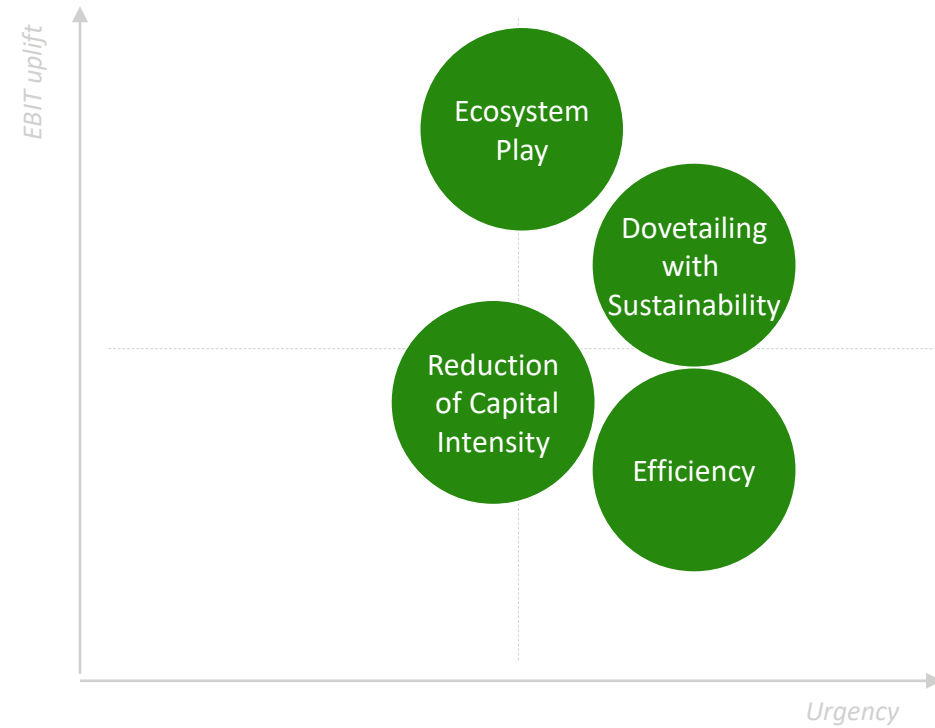 EBIT uplift
Ecosystem
Play
Dovetailing
with
Sustainability
Reduction
of Capital
Intensity
Efficiency
Urgency